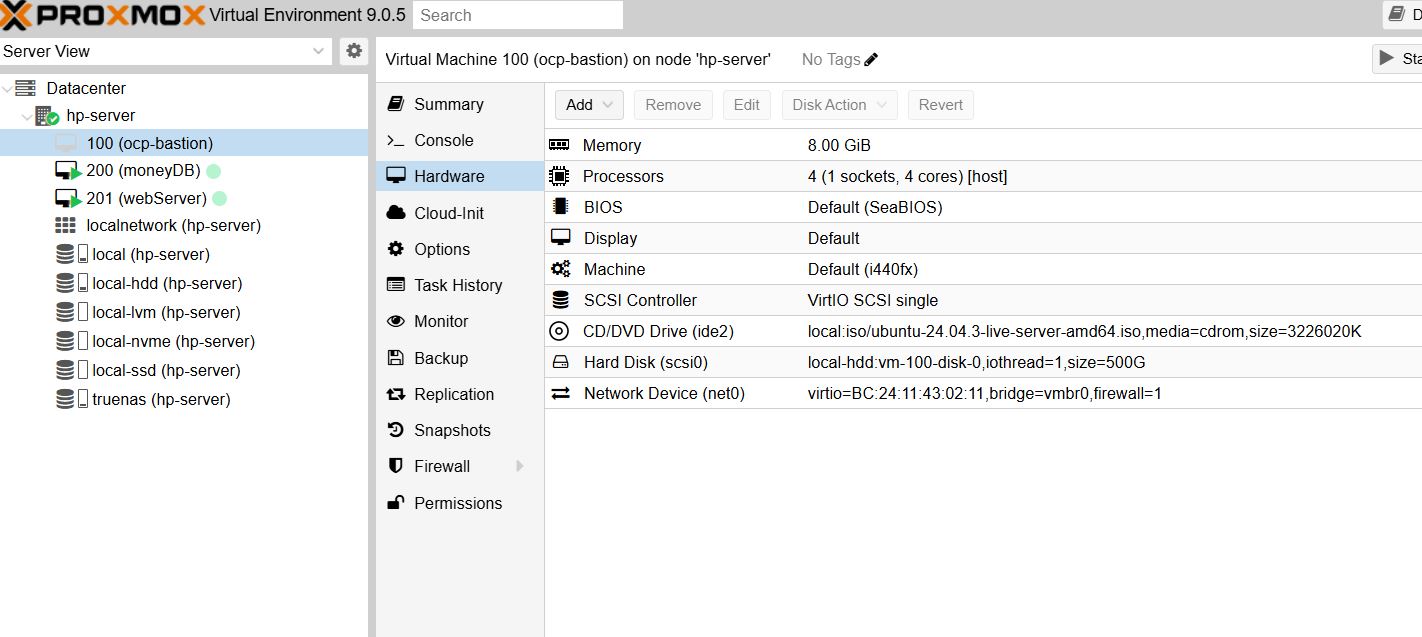 PROXMOX Virtual Environment 9.0.5 Search D
Server View
Datacenter
hp-server
100 (ocp-bastion)
200 (moneyDB)
201 (webServer)
localnetwork (hp-server)
local (hp-server)
local-hdd (hp-server)
local-lvm (hp-server)
local-nvme (hp-server)
local-ssd (hp-server)
truenas (hp-server)
Virtual Machine 100 (ocp-bastion) on node 'hp-server' No Tags Sta
Summary
Console
Hardware
Cloud-Init
Options
Task History
Monitor
Backup
Replication
Snapshots
Firewall
Permissions
Add Remove Edit Disk Action Revert
Memory 8.00 GiB
Processors 4 (1 sockets, 4 cores) [host]
BIOS Default (SeaBIOS)
Display Default
Machine Default (i440fx)
SCSI Controller VirtIO SCSI single
CD/DVD Drive (ide2) local:iso/ubuntu-24.04.3-live-server-amd64.iso,media=cdrom,size=3226020K
Hard Disk (scsi0) local-hdd:vm-100-disk-0,iothread=1,size=500G
Network Device (net0) virtio=BC:24:11:43:02:11,bridge=vmbr0,firewall=1